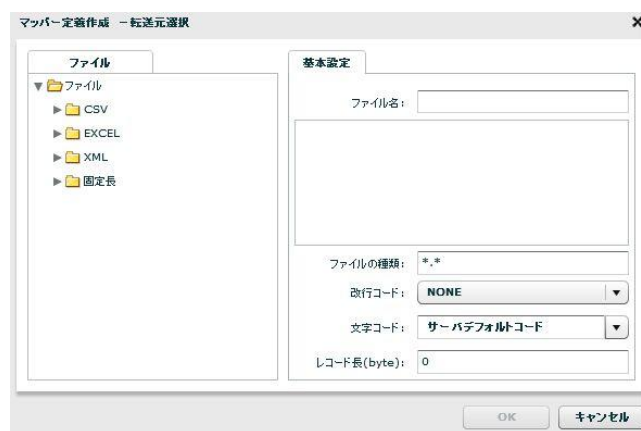 マッパー定義作成 －転送元選択
ファイル
ファイル
CSV
EXCEL
XML
固定長
基本設定
ファイル名:
ファイルの種類: *.*
改行コード: NONE
文字コード: サーバデフォルトコード
レコード長(byte): 0
OK キャンセル